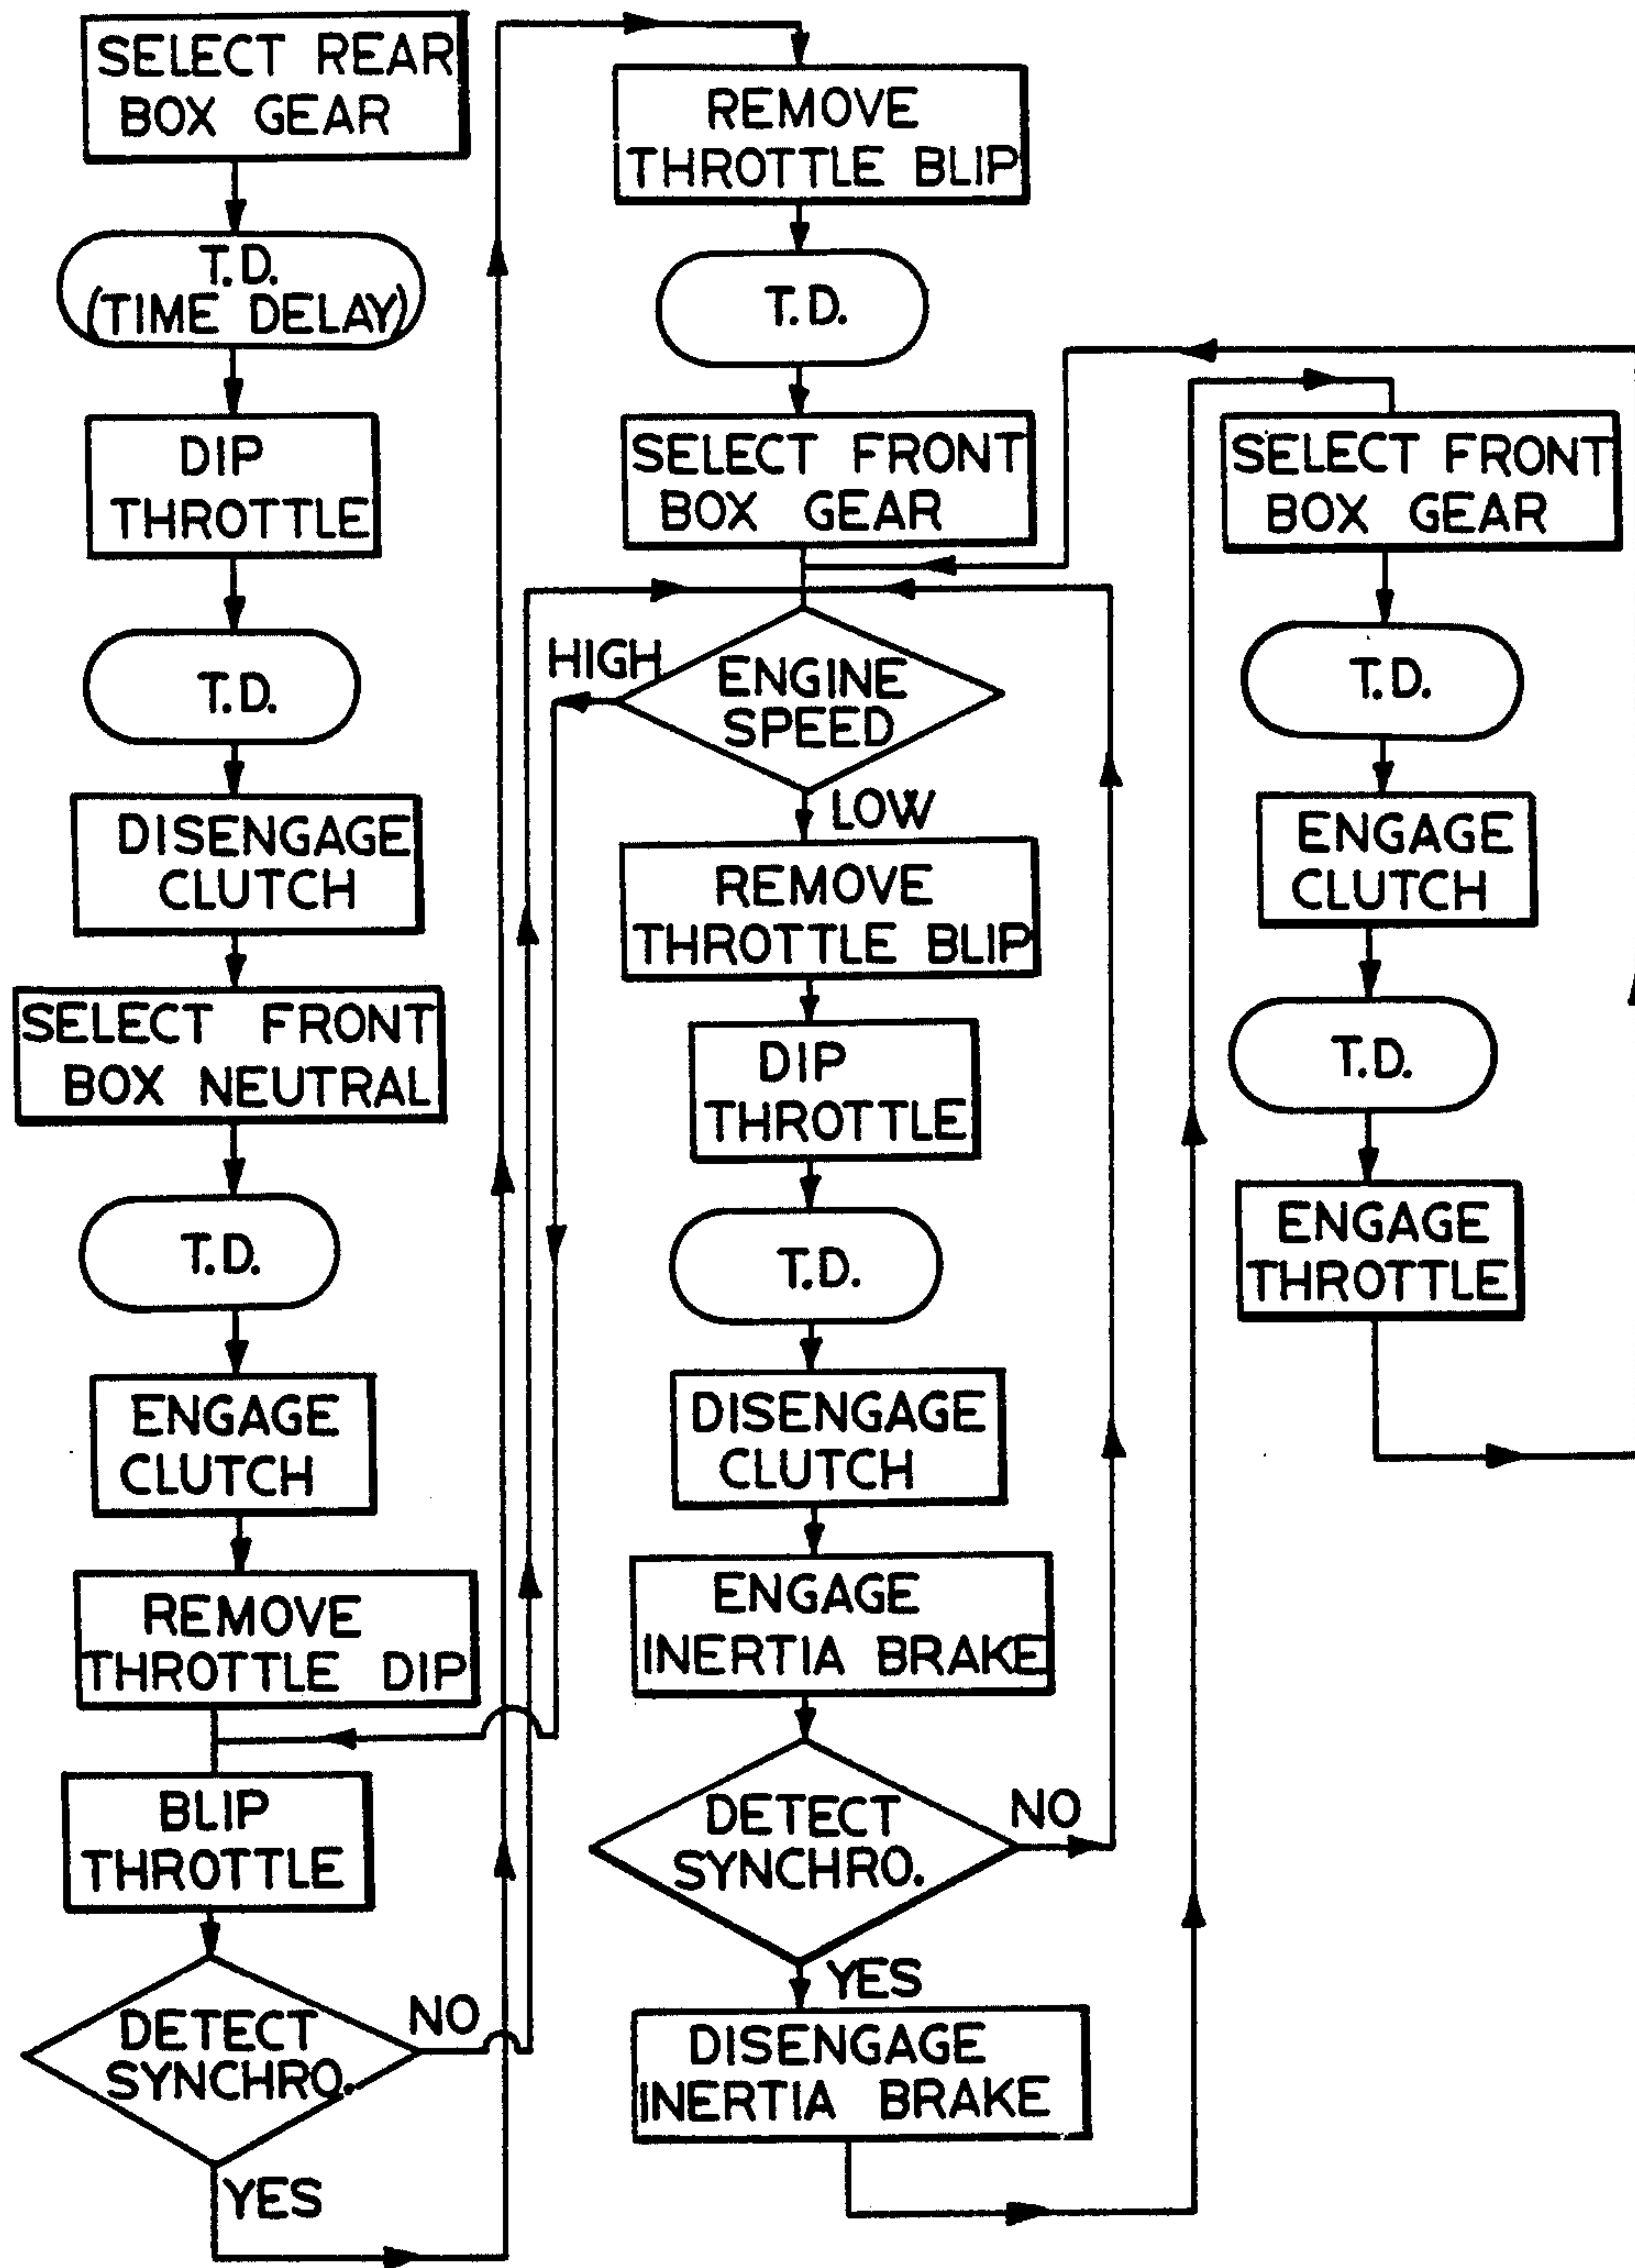 SELECT REAR
BOX GEAR
T.D.
(TIME DELAY)
DIP
THROTTLE
T.D.
DISENGAGE
CLUTCH
SELECT FRONT
BOX NEUTRAL
T.D.
ENGAGE
CLUTCH
REMOVE
THROTTLE DIP
BLIP
THROTTLE
DETECT
SYNCHRO.
NO
YES
REMOVE
THROTTLE BLIP
T.D.
SELECT FRONT
BOX GEAR
HIGH
ENGINE
SPEED
LOW
REMOVE
THROTTLE BLIP
DIP
THROTTLE
T.D.
DISENGAGE
CLUTCH
ENGAGE
INERTIA BRAKE
DETECT
SYNCHRO.
NO
YES
DISENGAGE
INERTIA BRAKE
SELECT FRONT
BOX GEAR
T.D.
ENGAGE
CLUTCH
T.D.
ENGAGE
THROTTLE